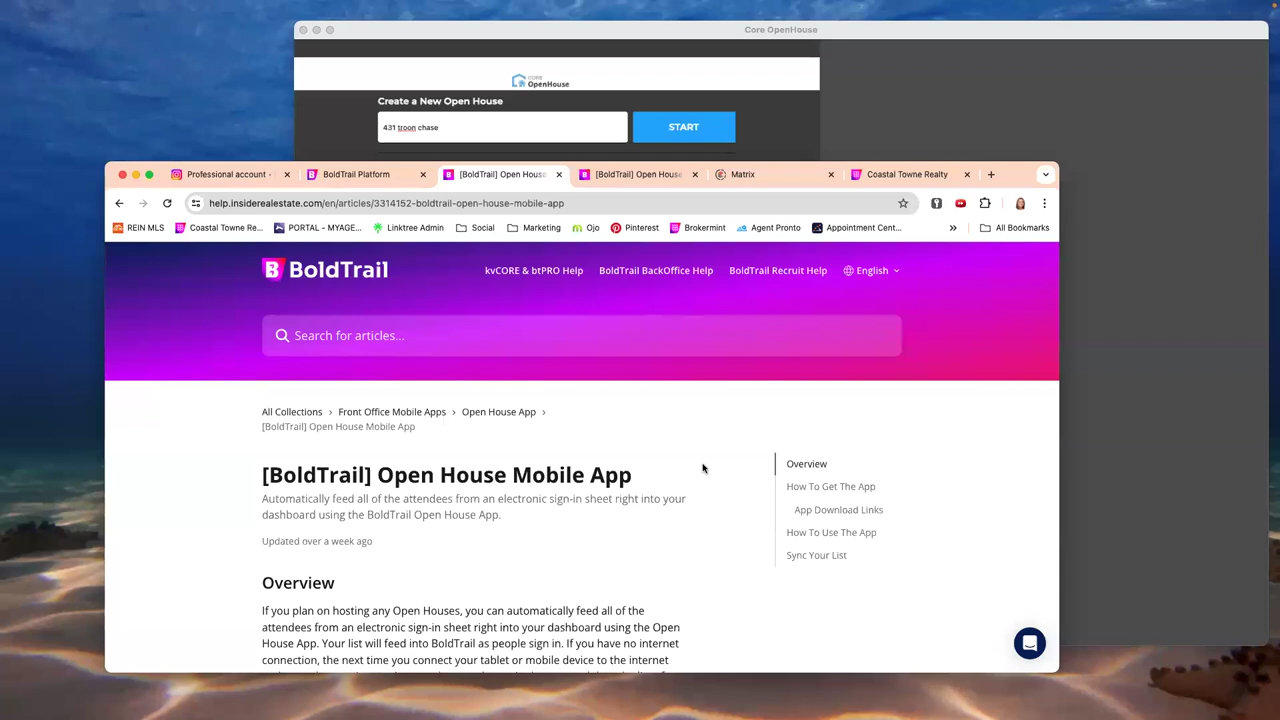 Core OpenHouse
CORE
OpenHouse
Create a New Open House
431 troon chase
START
Professional account -
BoldTrail Platform
[BoldTrail] Open House
[BoldTrail] Open House
Matrix
Coastal Towne Realty
help.insiderealestate.com/en/articles/3314152-boldtrail-open-house-mobile-app
REIN MLS
Coastal Towne Re...
PORTAL - MYAGE...
Linktree Admin
Social
Marketing
Ojo
Pinterest
Brokermint
Agent Pronto
Appointment Cent...
All Bookmarks
BoldTrail
kvCORE & btPRO Help
BoldTrail BackOffice Help
BoldTrail Recruit Help
English
Search for articles...
All Collections
Front Office Mobile Apps
Open House App
[BoldTrail] Open House Mobile App
[BoldTrail] Open House Mobile App
Automatically feed all of the attendees from an electronic sign-in sheet right into your
dashboard using the BoldTrail Open House App.
Updated over a week ago
Overview
If you plan on hosting any Open Houses, you can automatically feed all of the
attendees from an electronic sign-in sheet right into your dashboard using the Open
House App. Your list will feed into BoldTrail as people sign in. If you have no internet
connection, the next time you connect your tablet or mobile device to the internet
Overview
How To Get The App
App Download Links
How To Use The App
Sync Your List